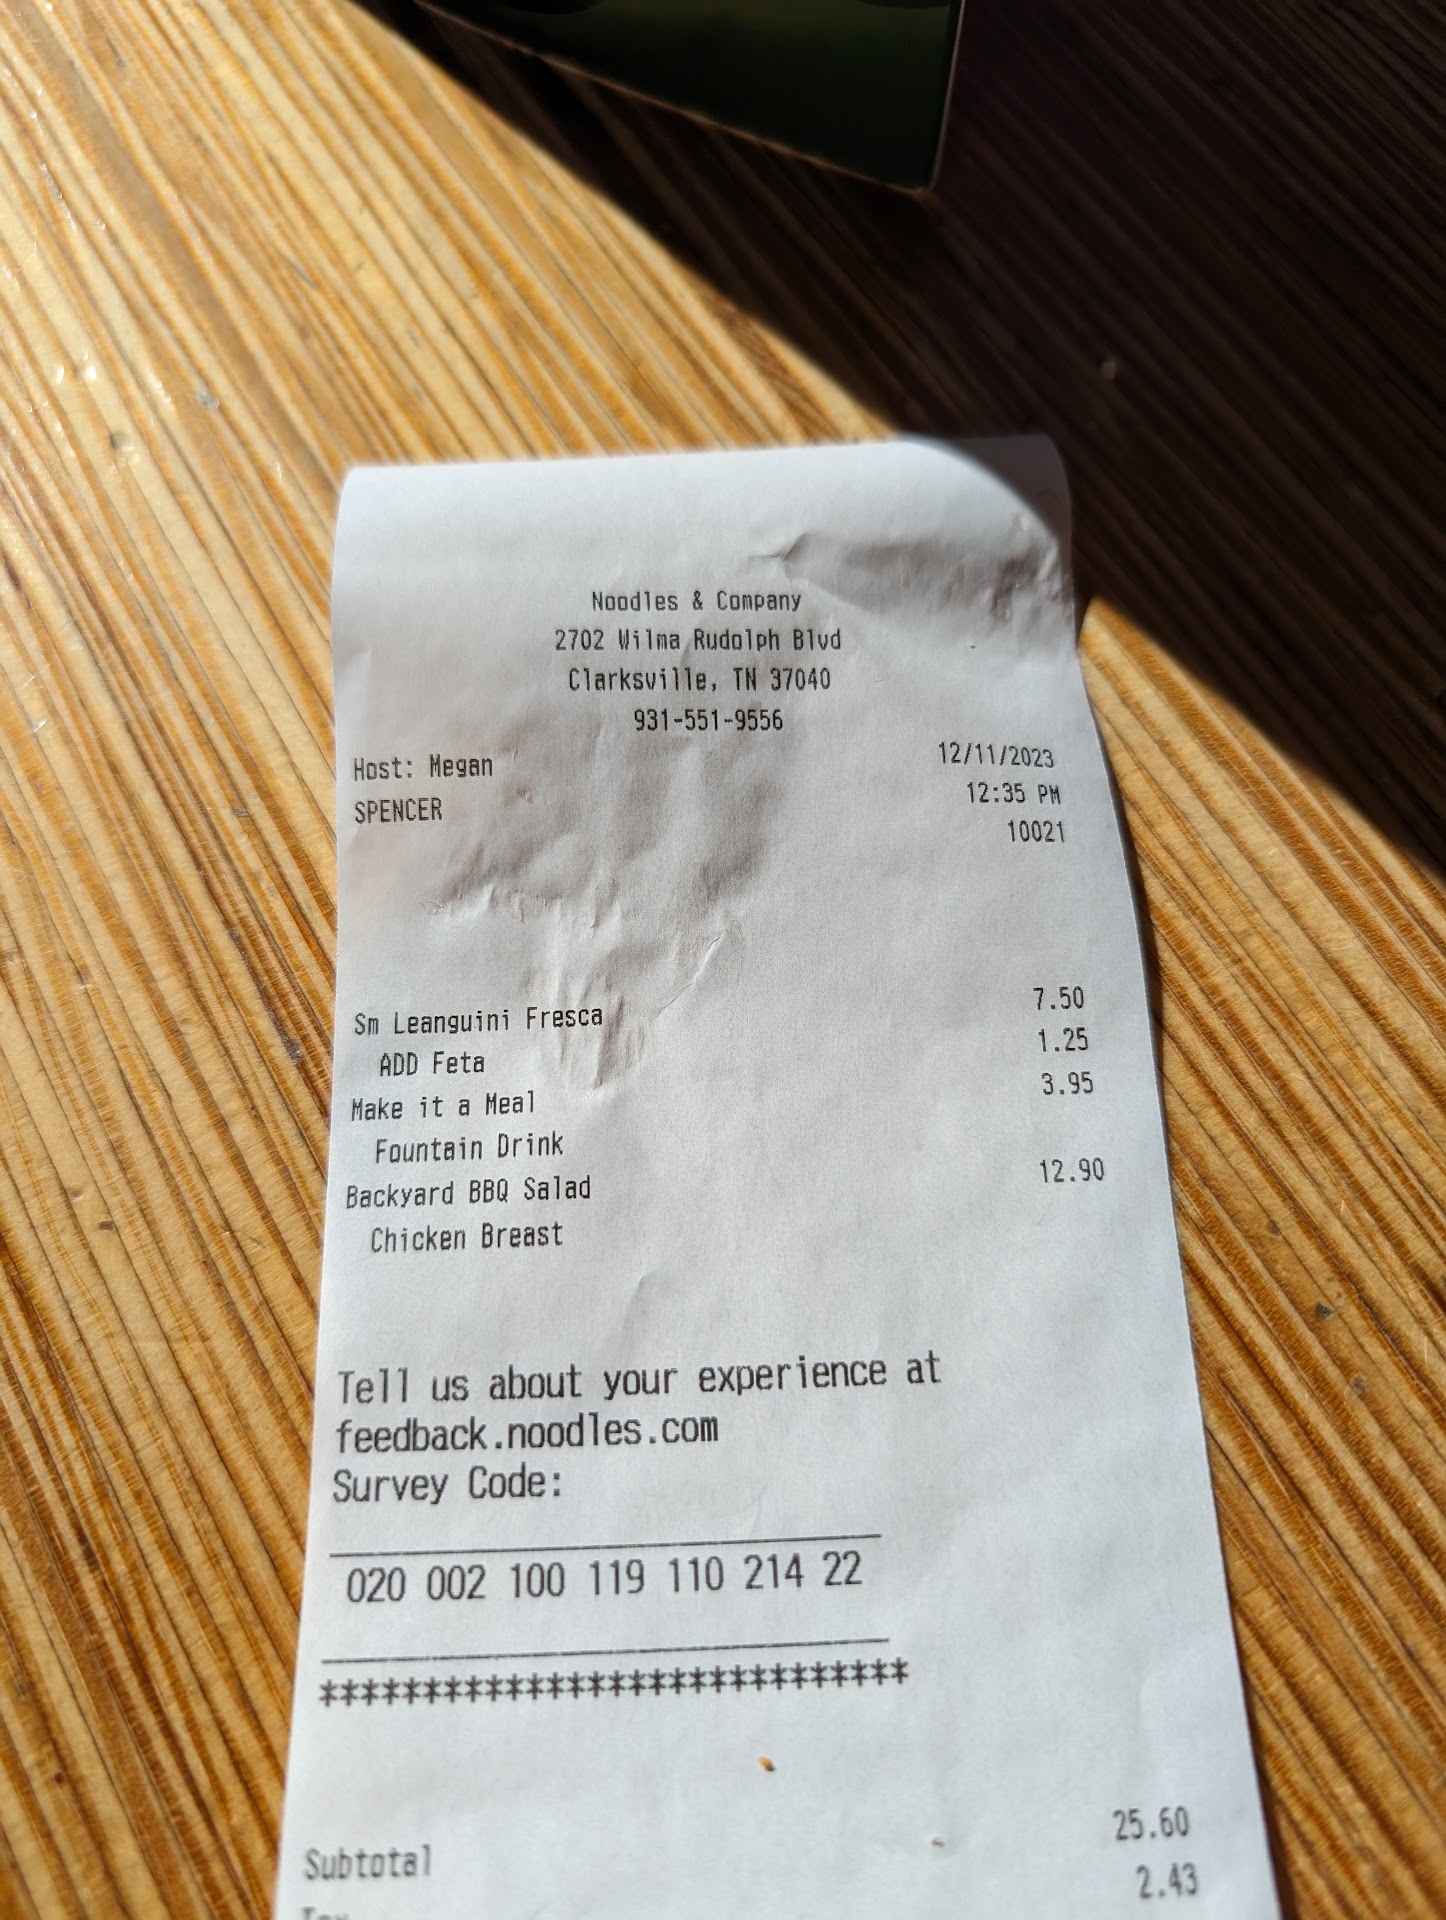 Noodles & Company
2702 Wilma Rudolph Blvd
Clarksville, TN 37040
931-551-9556
Host: Megan 12/11/2023
SPENCER 12:35 PM
10021
Sm Leanguini Fresca 7.50
ADD Feta 1.25
Make it a Meal 3.95
Fountain Drink
Backyard BBQ Salad 12.90
Chicken Breast
Tell us about your experience at
feedback.noodles.com
Survey Code:
020 002 100 119 110 214 22
*****************************
Subtotal 25.60
Tax 2.43